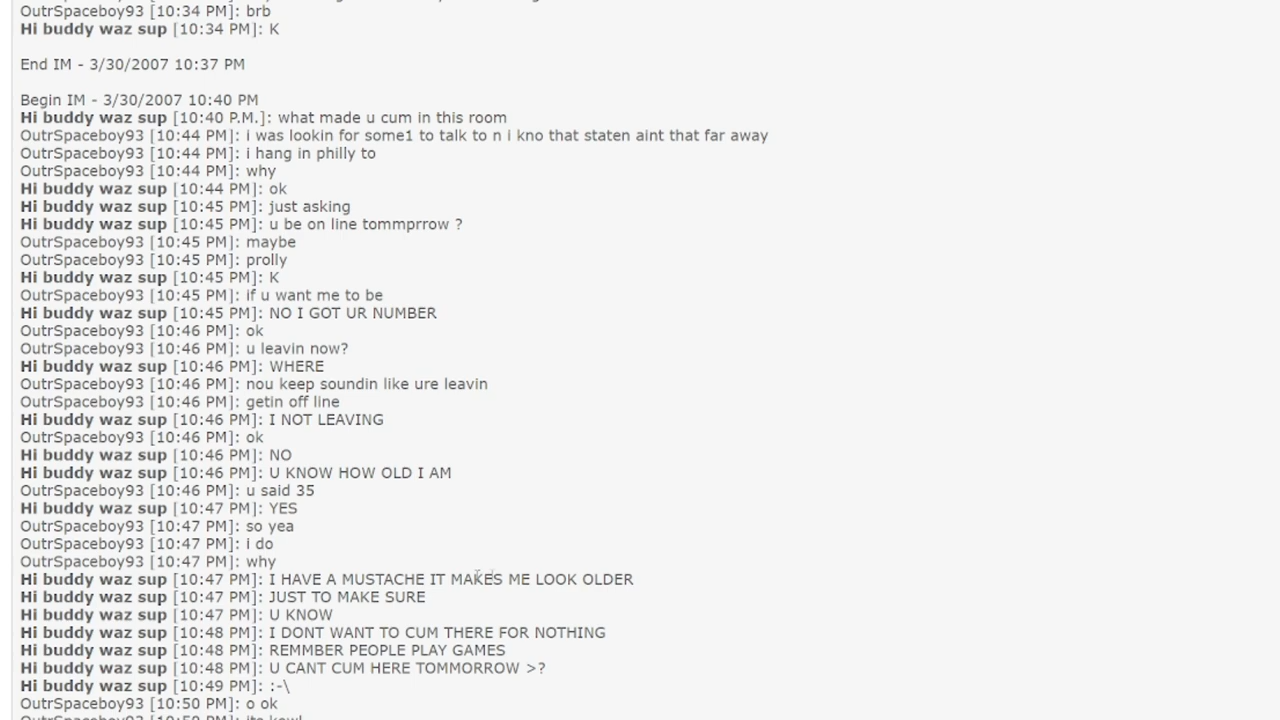 OutrSpaceboy93 [10:34 PM]: brb
Hi buddy waz sup [10:34 PM]: K
End IM - 3/30/2007 10:37 PM
Begin IM - 3/30/2007 10:40 PM
Hi buddy waz sup [10:40 P.M.]: what made u cum in this room
OutrSpaceboy93 [10:44 PM]: i was lookin for some1 to talk to n i kno that staten aint that far away
OutrSpaceboy93 [10:44 PM]: i hang in philly to
OutrSpaceboy93 [10:44 PM]: why
Hi buddy waz sup [10:44 PM]: ok
Hi buddy waz sup [10:45 PM]: just asking
Hi buddy waz sup [10:45 PM]: u be on line tommprrow ?
OutrSpaceboy93 [10:45 PM]: maybe
OutrSpaceboy93 [10:45 PM]: prolly
Hi buddy waz sup [10:45 PM]: K
OutrSpaceboy93 [10:45 PM]: if u want me to be
Hi buddy waz sup [10:45 PM]: NO I GOT UR NUMBER
OutrSpaceboy93 [10:46 PM]: ok
OutrSpaceboy93 [10:46 PM]: u leavin now?
Hi buddy waz sup [10:46 PM]: WHERE
OutrSpaceboy93 [10:46 PM]: nou keep soundin like ure leavin
OutrSpaceboy93 [10:46 PM]: getin off line
Hi buddy waz sup [10:46 PM]: I NOT LEAVING
OutrSpaceboy93 [10:46 PM]: ok
Hi buddy waz sup [10:46 PM]: NO
Hi buddy waz sup [10:46 PM]: U KNOW HOW OLD I AM
OutrSpaceboy93 [10:46 PM]: u said 35
Hi buddy waz sup [10:47 PM]: YES
OutrSpaceboy93 [10:47 PM]: so yea
OutrSpaceboy93 [10:47 PM]: i do
OutrSpaceboy93 [10:47 PM]: why
Hi buddy waz sup [10:47 PM]: I HAVE A MUSTACHE IT MAKES ME LOOK OLDER
Hi buddy waz sup [10:47 PM]: JUST TO MAKE SURE
Hi buddy waz sup [10:47 PM]: U KNOW
Hi buddy waz sup [10:48 PM]: I DONT WANT TO CUM THERE FOR NOTHING
Hi buddy waz sup [10:48 PM]: REMMBER PEOPLE PLAY GAMES
Hi buddy waz sup [10:48 PM]: U CANT CUM HERE TOMMORROW >?
Hi buddy waz sup [10:49 PM]: :-\
OutrSpaceboy93 [10:50 PM]: o ok